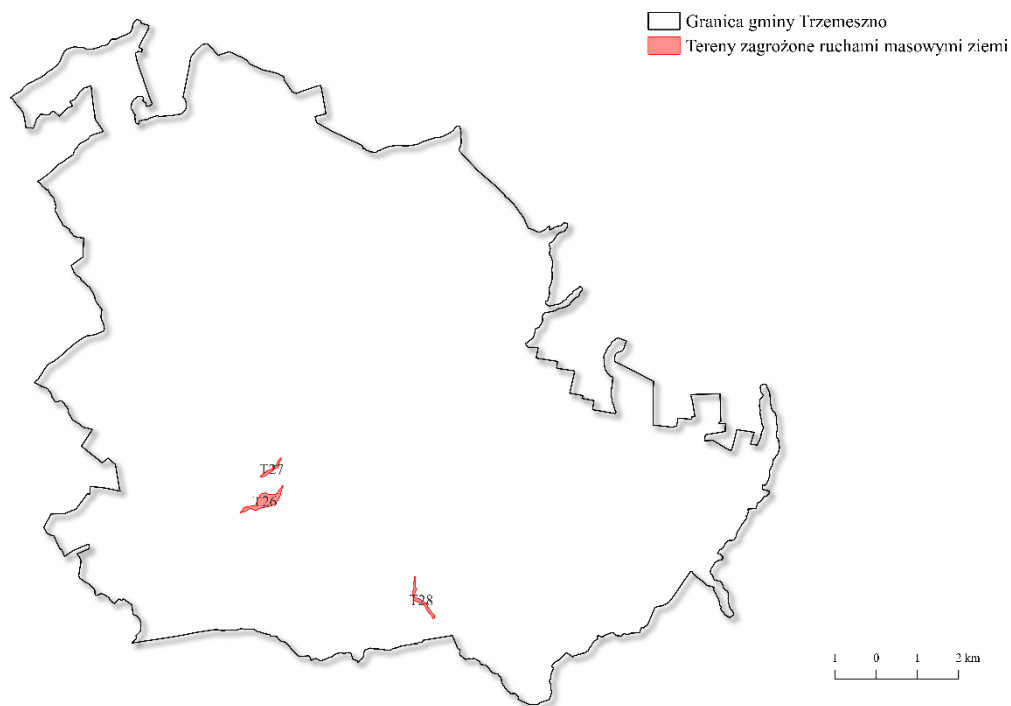 Granica gminy Trzemeszno
Tereny zagrożone ruchami masowymi ziemi
T27
T26
T28
1 0 1 2 km